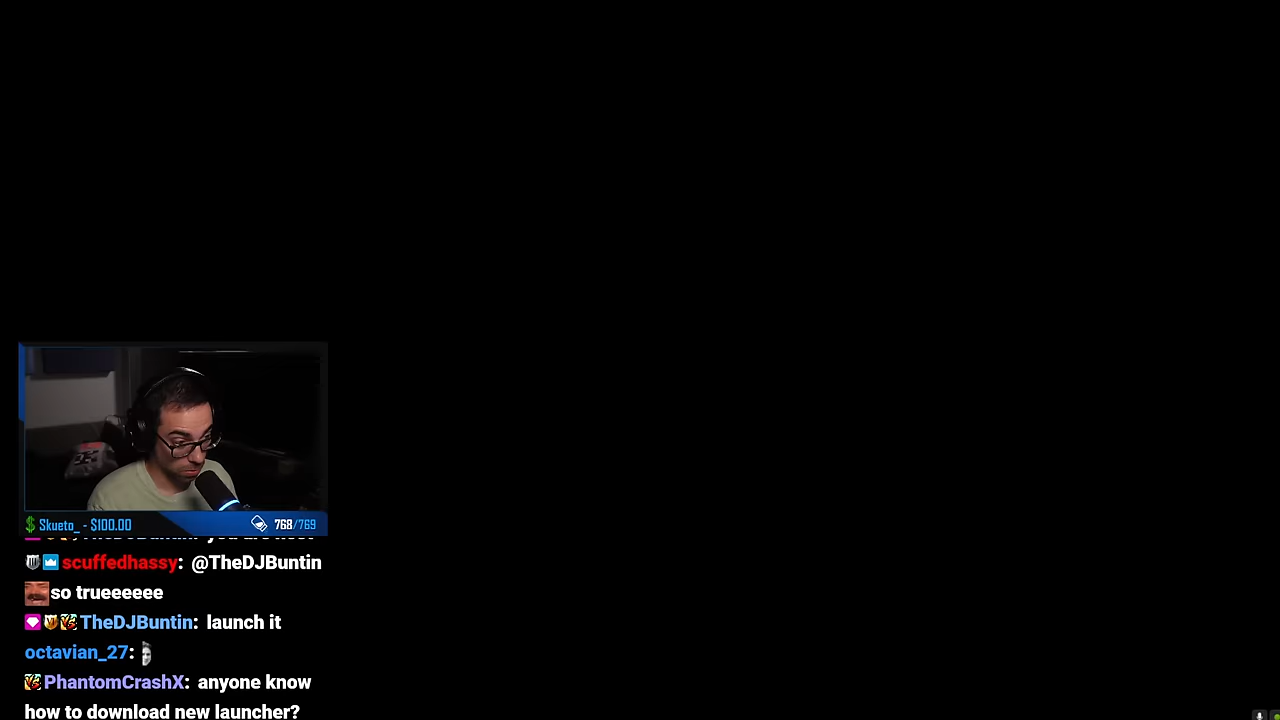 $ Skueto_ - $100.00
768/769
scuffedhassy: @TheDJBuntin
so trueeeeee
TheDJBuntin: launch it
octavian_27:
PhantomCrashX: anyone know
how to download new launcher?